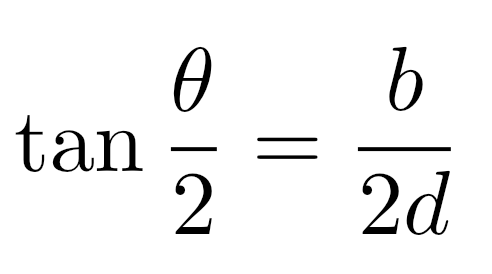 tan θ/2 = b/2d